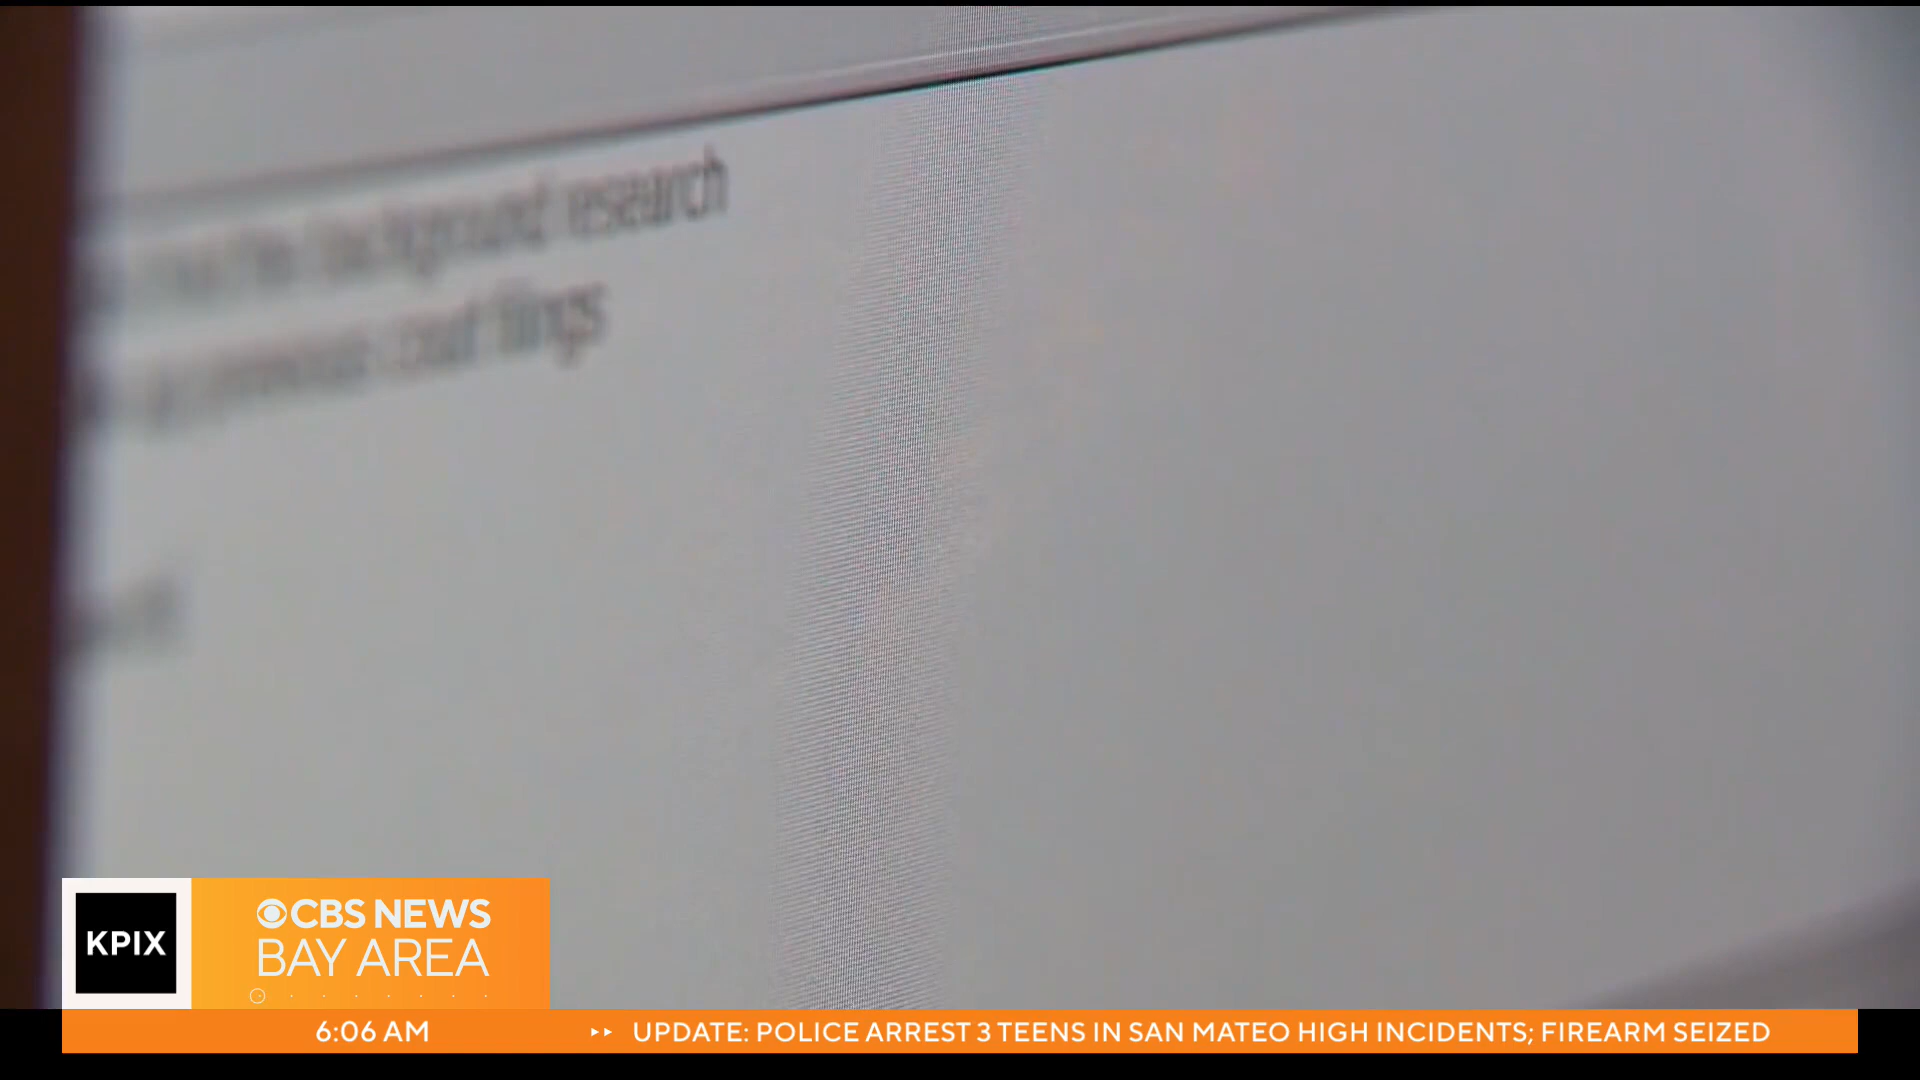 background research
previous court filings
KPIX
CBS NEWS
BAY AREA
6:06 AM
UPDATE: POLICE ARREST 3 TEENS IN SAN MATEO HIGH INCIDENTS; FIREARM SEIZED